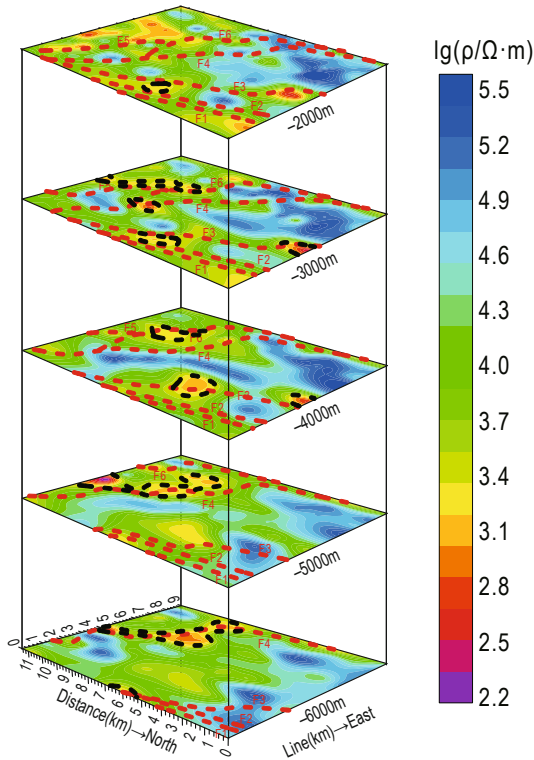 lg(ρ/Ω·m)
5.5
5.2
4.9
4.6
4.3
4.0
3.7
3.4
3.1
2.8
2.5
2.2
F5
F6
F4
F3
F2
F1
−2000m
F6
F4
F3
F2
F1
−3000m
F5
F6
F4
F3
F2
F1
−4000m
F6
F4
F3
F2
F1
−5000m
0 1 2 3 4 5 6 7 8 9
F4
F3
F2
−6000m
11 10 9 8 7 6 5 4 3 2 1 0
Distance(km)→North
Line(km)→East